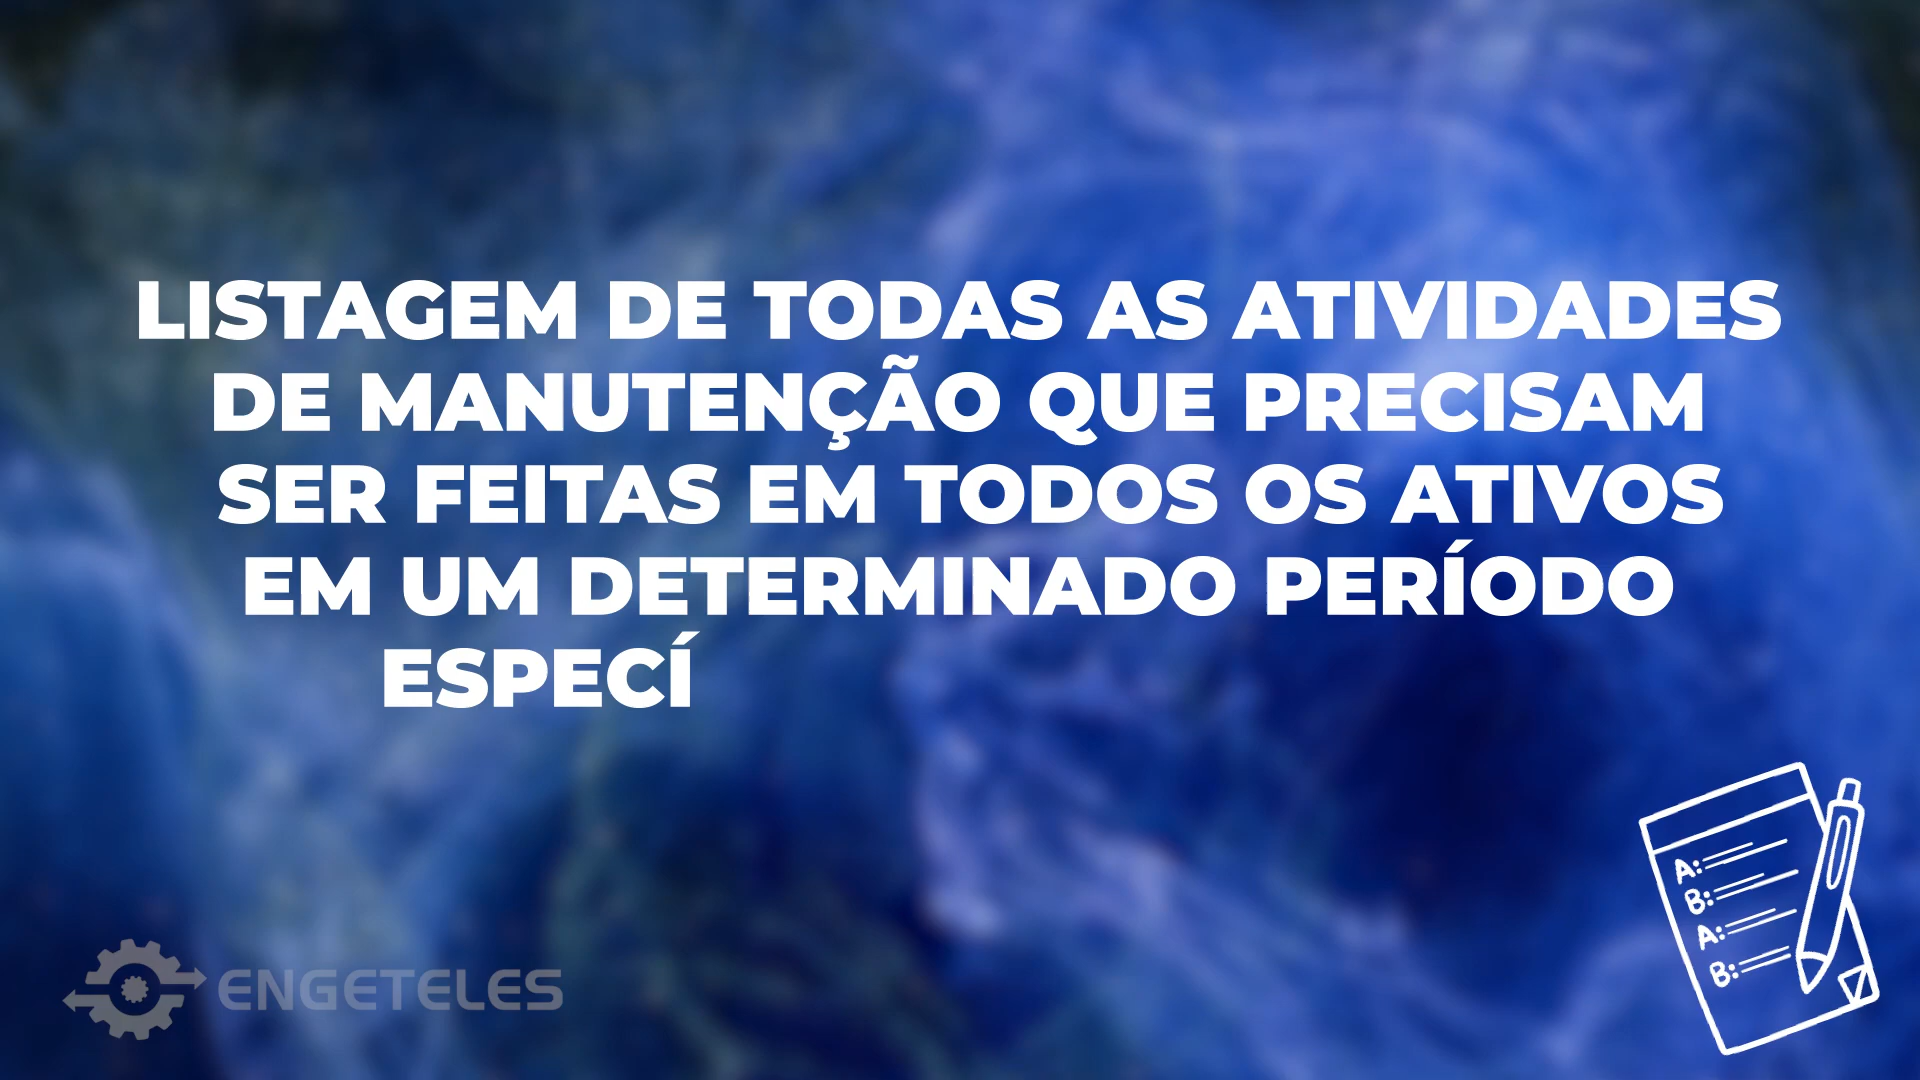 LISTAGEM DE TODAS AS ATIVIDADES
DE MANUTENÇÃO QUE PRECISAM
SER FEITAS EM TODOS OS ATIVOS
EM UM DETERMINADO PERÍODO
ESPECÍ
A:
B:
A:
B:
ENGETELES